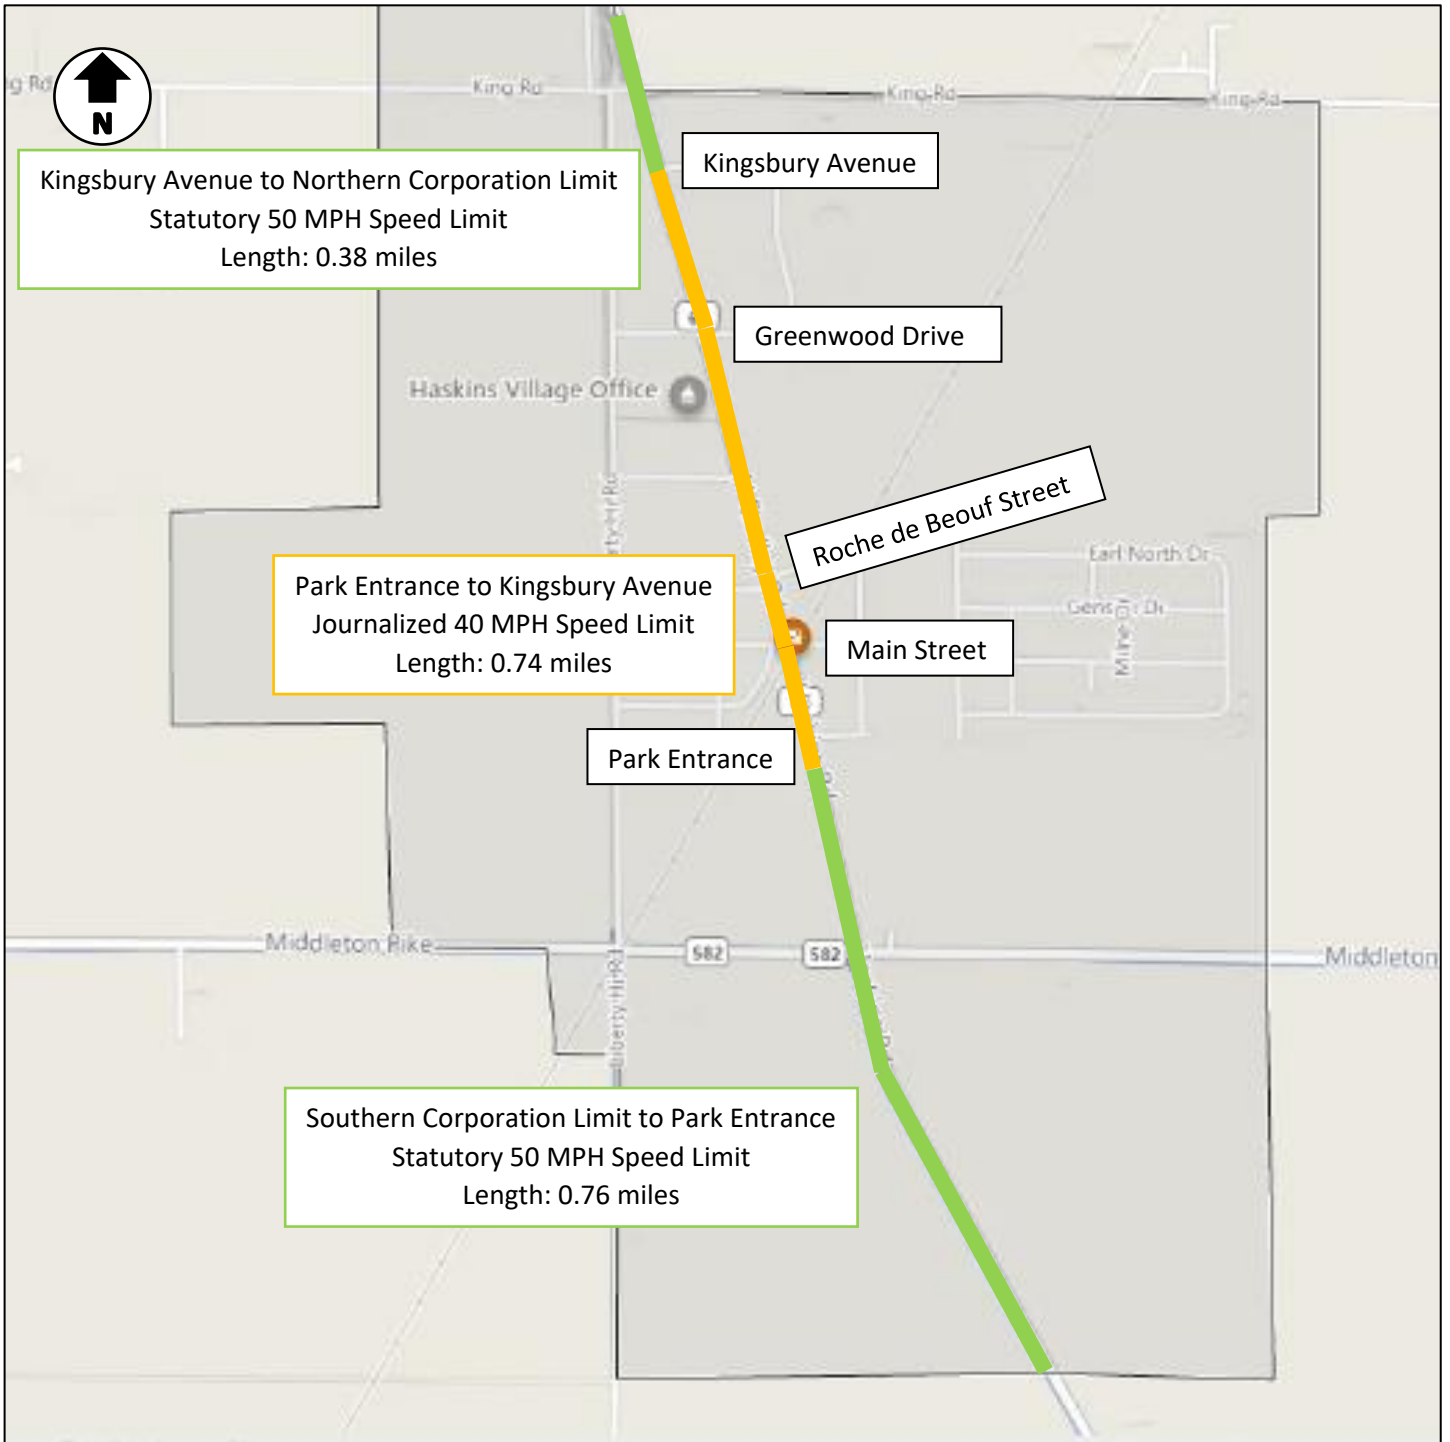 King Rd
King Rd
King Rd
N
Kingsbury Avenue
Kingsbury Avenue to Northern Corporation Limit
Statutory 50 MPH Speed Limit
Length: 0.38 miles
Greenwood Drive
Haskins Village Office
Roche de Beouf Street
Earl North Dr
Park Entrance to Kingsbury Avenue
Journalized 40 MPH Speed Limit
Length: 0.74 miles
Main Street
Park Entrance
Middleton Pike
582
582
Middleton
Liberty Hi Rd
Southern Corporation Limit to Park Entrance
Statutory 50 MPH Speed Limit
Length: 0.76 miles